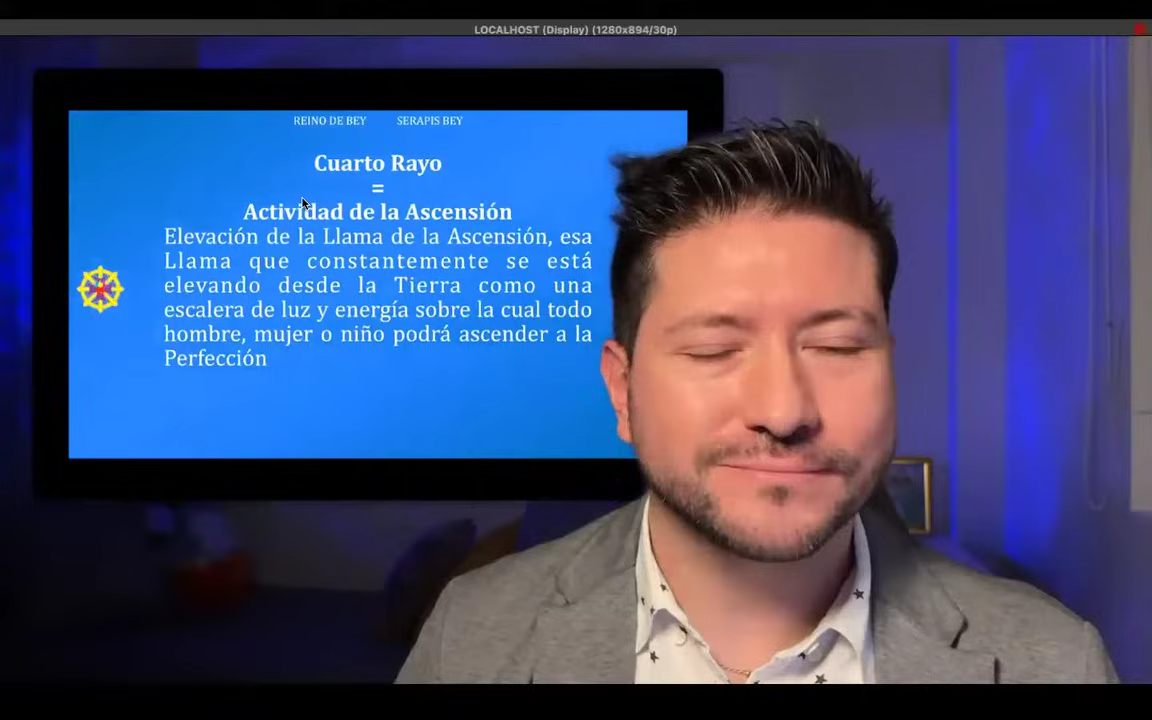 LOCALHOST (Display) (1280x894/30p)
REINO DE BEY SERAPIS BEY
Cuarto Rayo
=
Actividad de la Ascensión
Elevación de la Llama de la Ascensión, esa
Llama que constantemente se está
elevando desde la Tierra como una
escalera de luz y energía sobre la cual todo
hombre, mujer o niño podrá ascender a la
Perfección